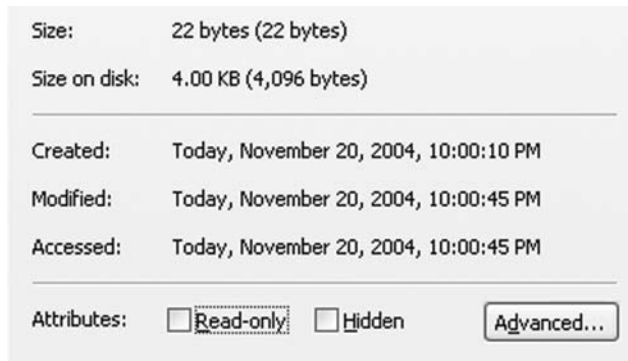 Size: 22 bytes (22 bytes)
Size on disk: 4.00 KB (4,096 bytes)
Created: Today, November 20, 2004, 10:00:10 PM
Modified: Today, November 20, 2004, 10:00:45 PM
Accessed: Today, November 20, 2004, 10:00:45 PM
Attributes: Read-only Hidden Advanced...